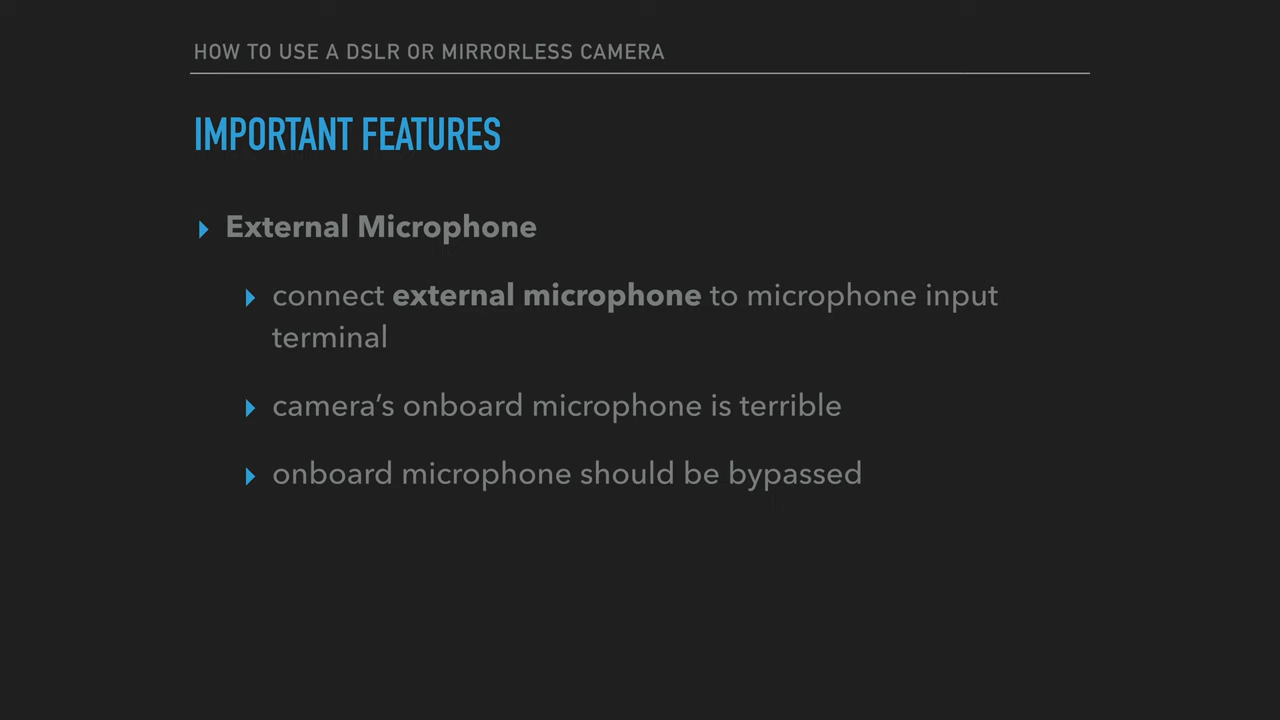 HOW TO USE A DSLR OR MIRRORLESS CAMERA
IMPORTANT FEATURES
External Microphone
connect external microphone to microphone input
terminal
camera’s onboard microphone is terrible
onboard microphone should be bypassed